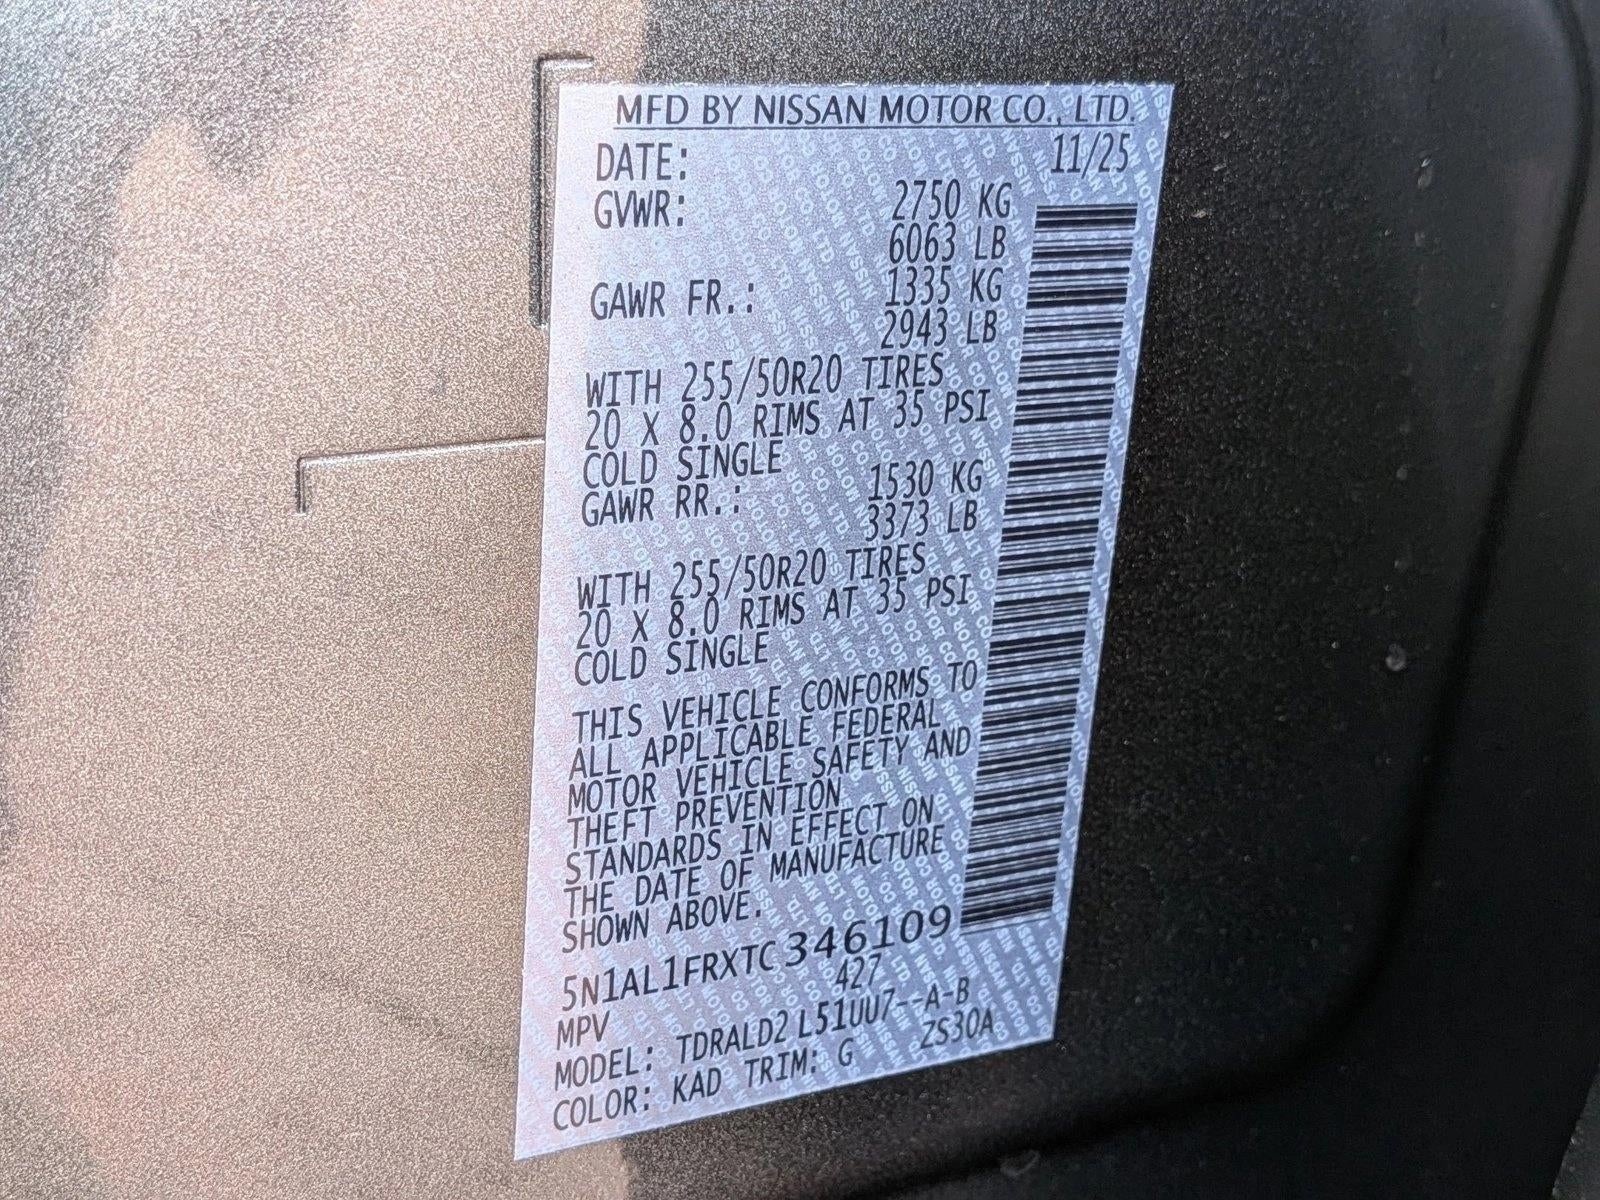 MFD BY NISSAN MOTOR CO., LTD.
DATE: 11/25
GVWR: 2750 KG
6063 LB
GAWR FR.: 1335 KG
2943 LB
WITH 255/50R20 TIRES
20 X 8.0 RIMS AT 35 PSI
COLD SINGLE
GAWR RR.: 1530 KG
3373 LB
WITH 255/50R20 TIRES
20 X 8.0 RIMS AT 35 PSI
COLD SINGLE
THIS VEHICLE CONFORMS TO
ALL APPLICABLE FEDERAL
MOTOR VEHICLE SAFETY AND
THEFT PREVENTION
STANDARDS IN EFFECT ON
THE DATE OF MANUFACTURE
SHOWN ABOVE.
5N1AL1FRXTC346109
MPV 427
MODEL: TDRALD2 L51UU7--A-B
COLOR: KAD TRIM: G ZS30A